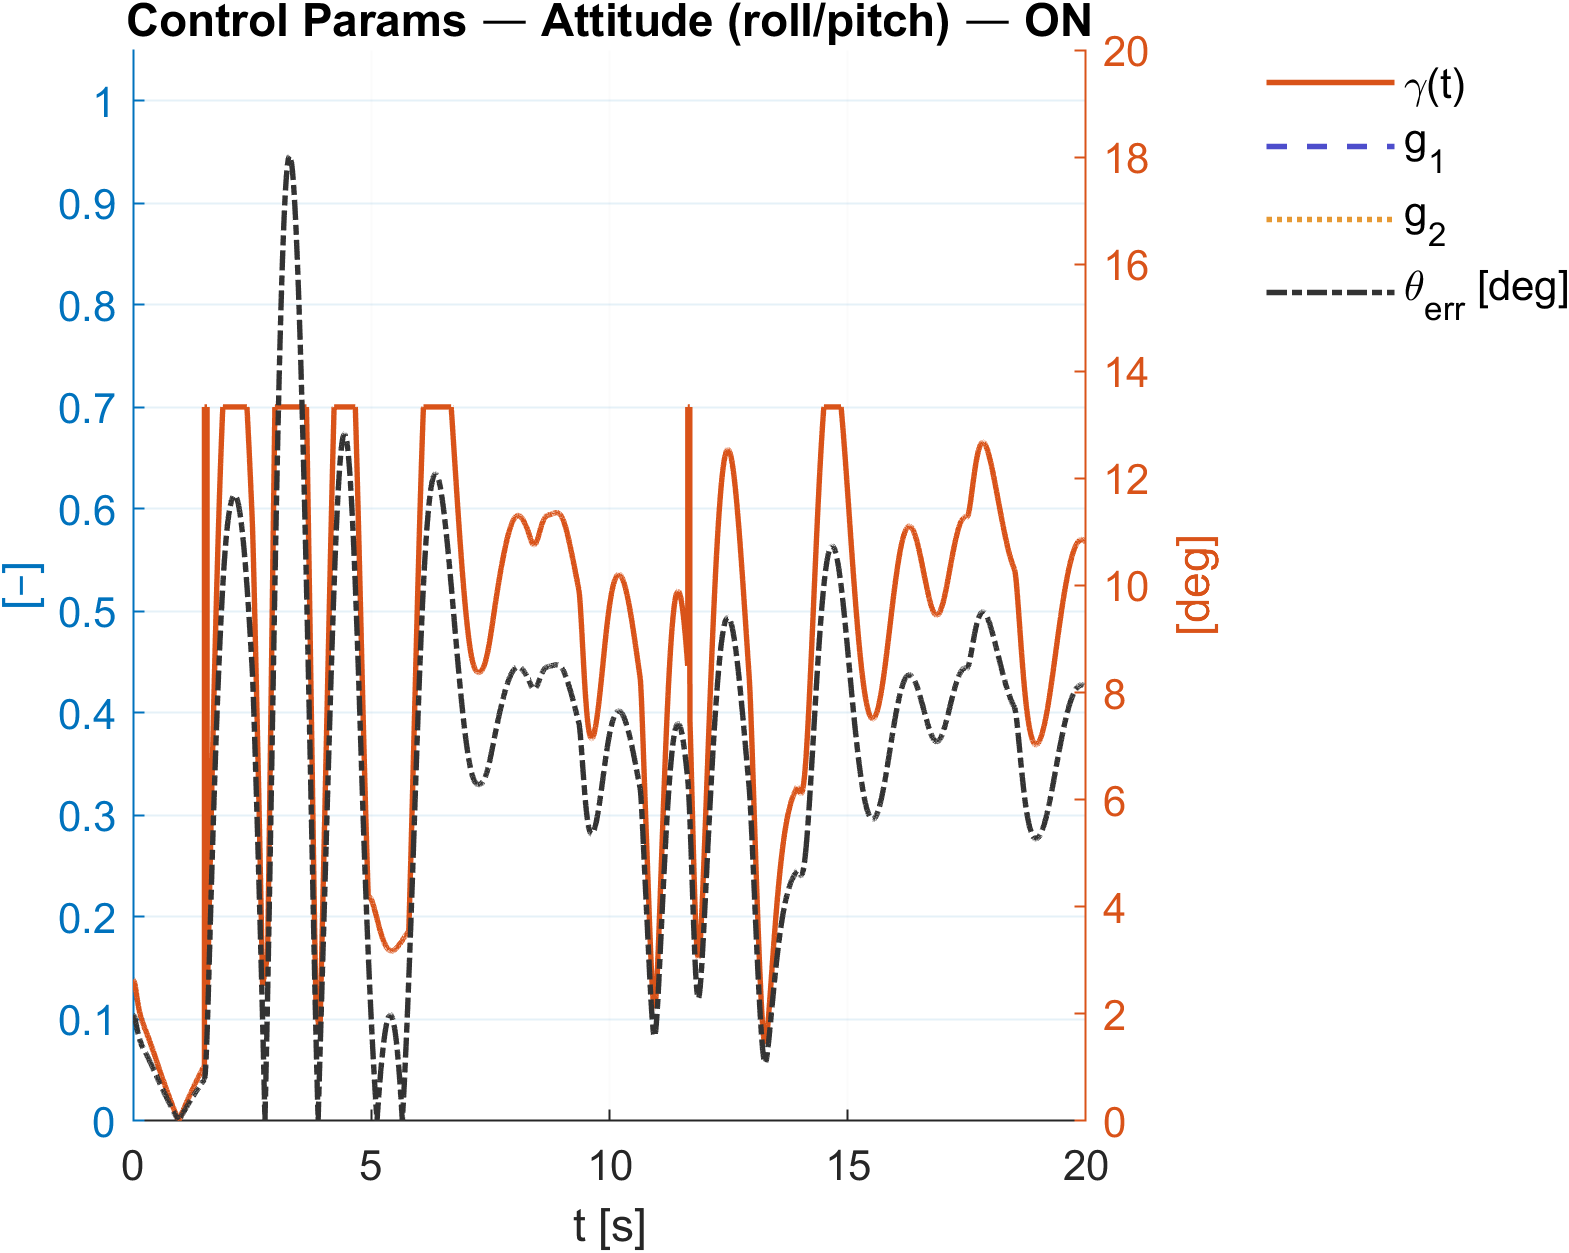 Control Params — Attitude (roll/pitch) — ON
1
0.9
0.8
0.7
0.6
0.5
0.4
0.3
0.2
0.1
0
[−]
20
18
16
14
12
10
8
6
4
2
0
[deg]
0 5 10 15 20
t [s]
γ(t)
g1
g2
θerr [deg]